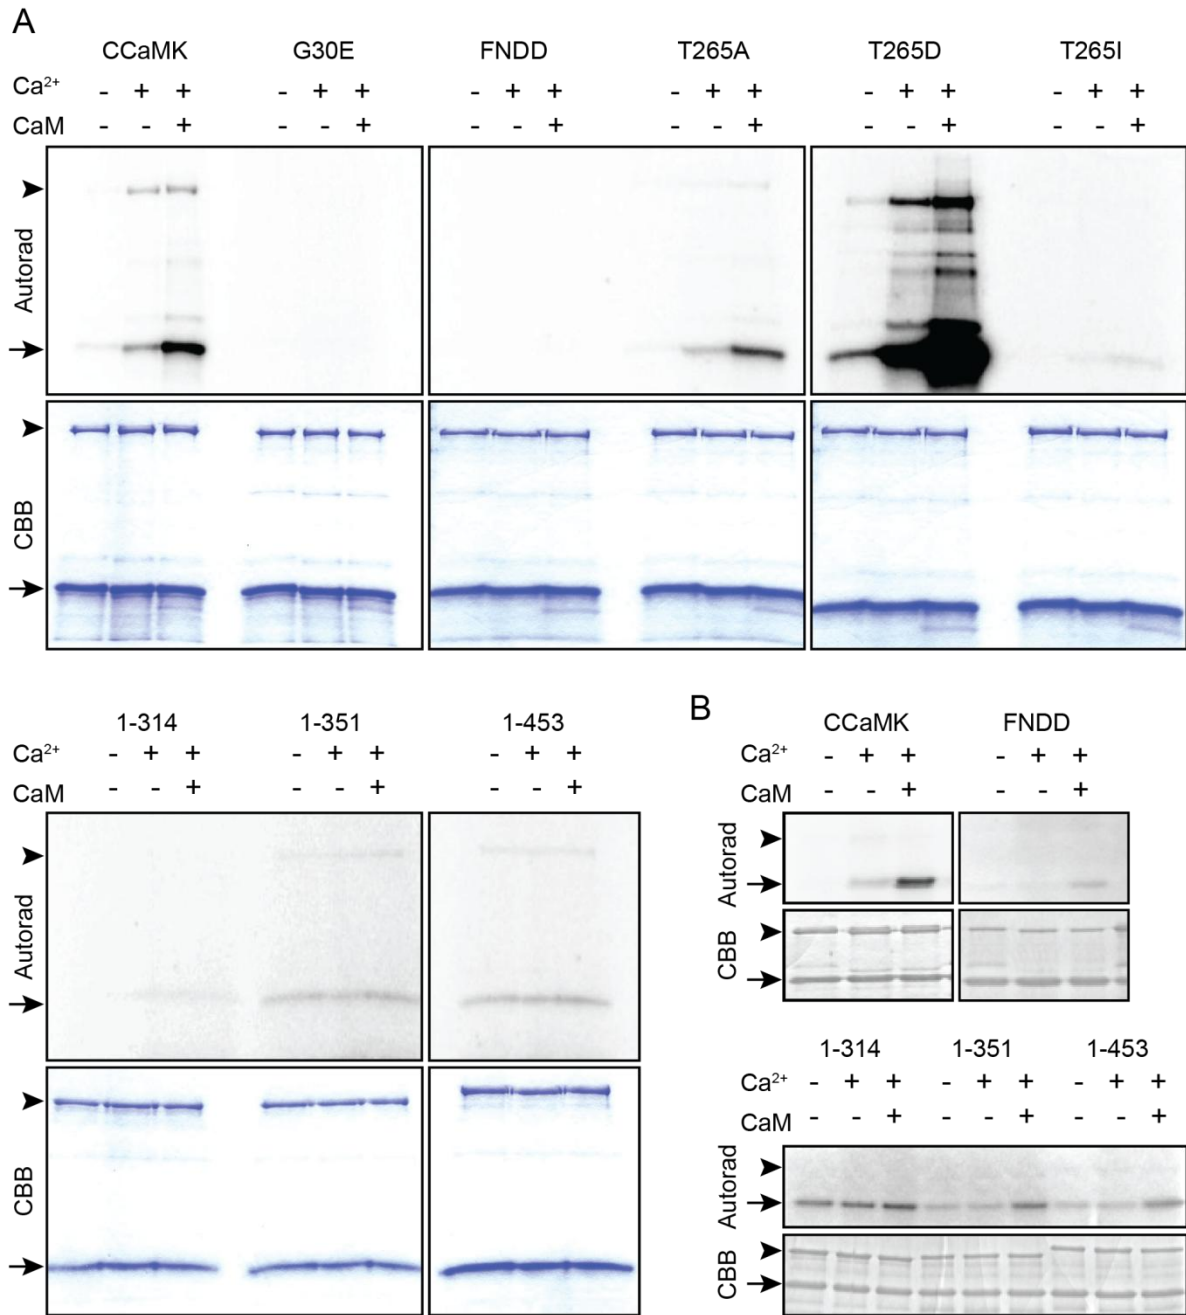 A
CCaMK G30E FNDD T265A T265D T265I
Ca²⁺ - + + - + + - + + - + + - + + - + +
CaM - - + - - + - - + - - + - - + - - +
Autorad
CBB
1-314 1-351 1-453
Ca²⁺ - + + - + + - + +
CaM - - + - - + - - +
Autorad
CBB
B
CCaMK FNDD
Ca²⁺ - + + - + +
CaM - - + - - +
Autorad
CBB
1-314 1-351 1-453
Ca²⁺ - + + - + + - + +
CaM - - + - - + - - +
Autorad
CBB